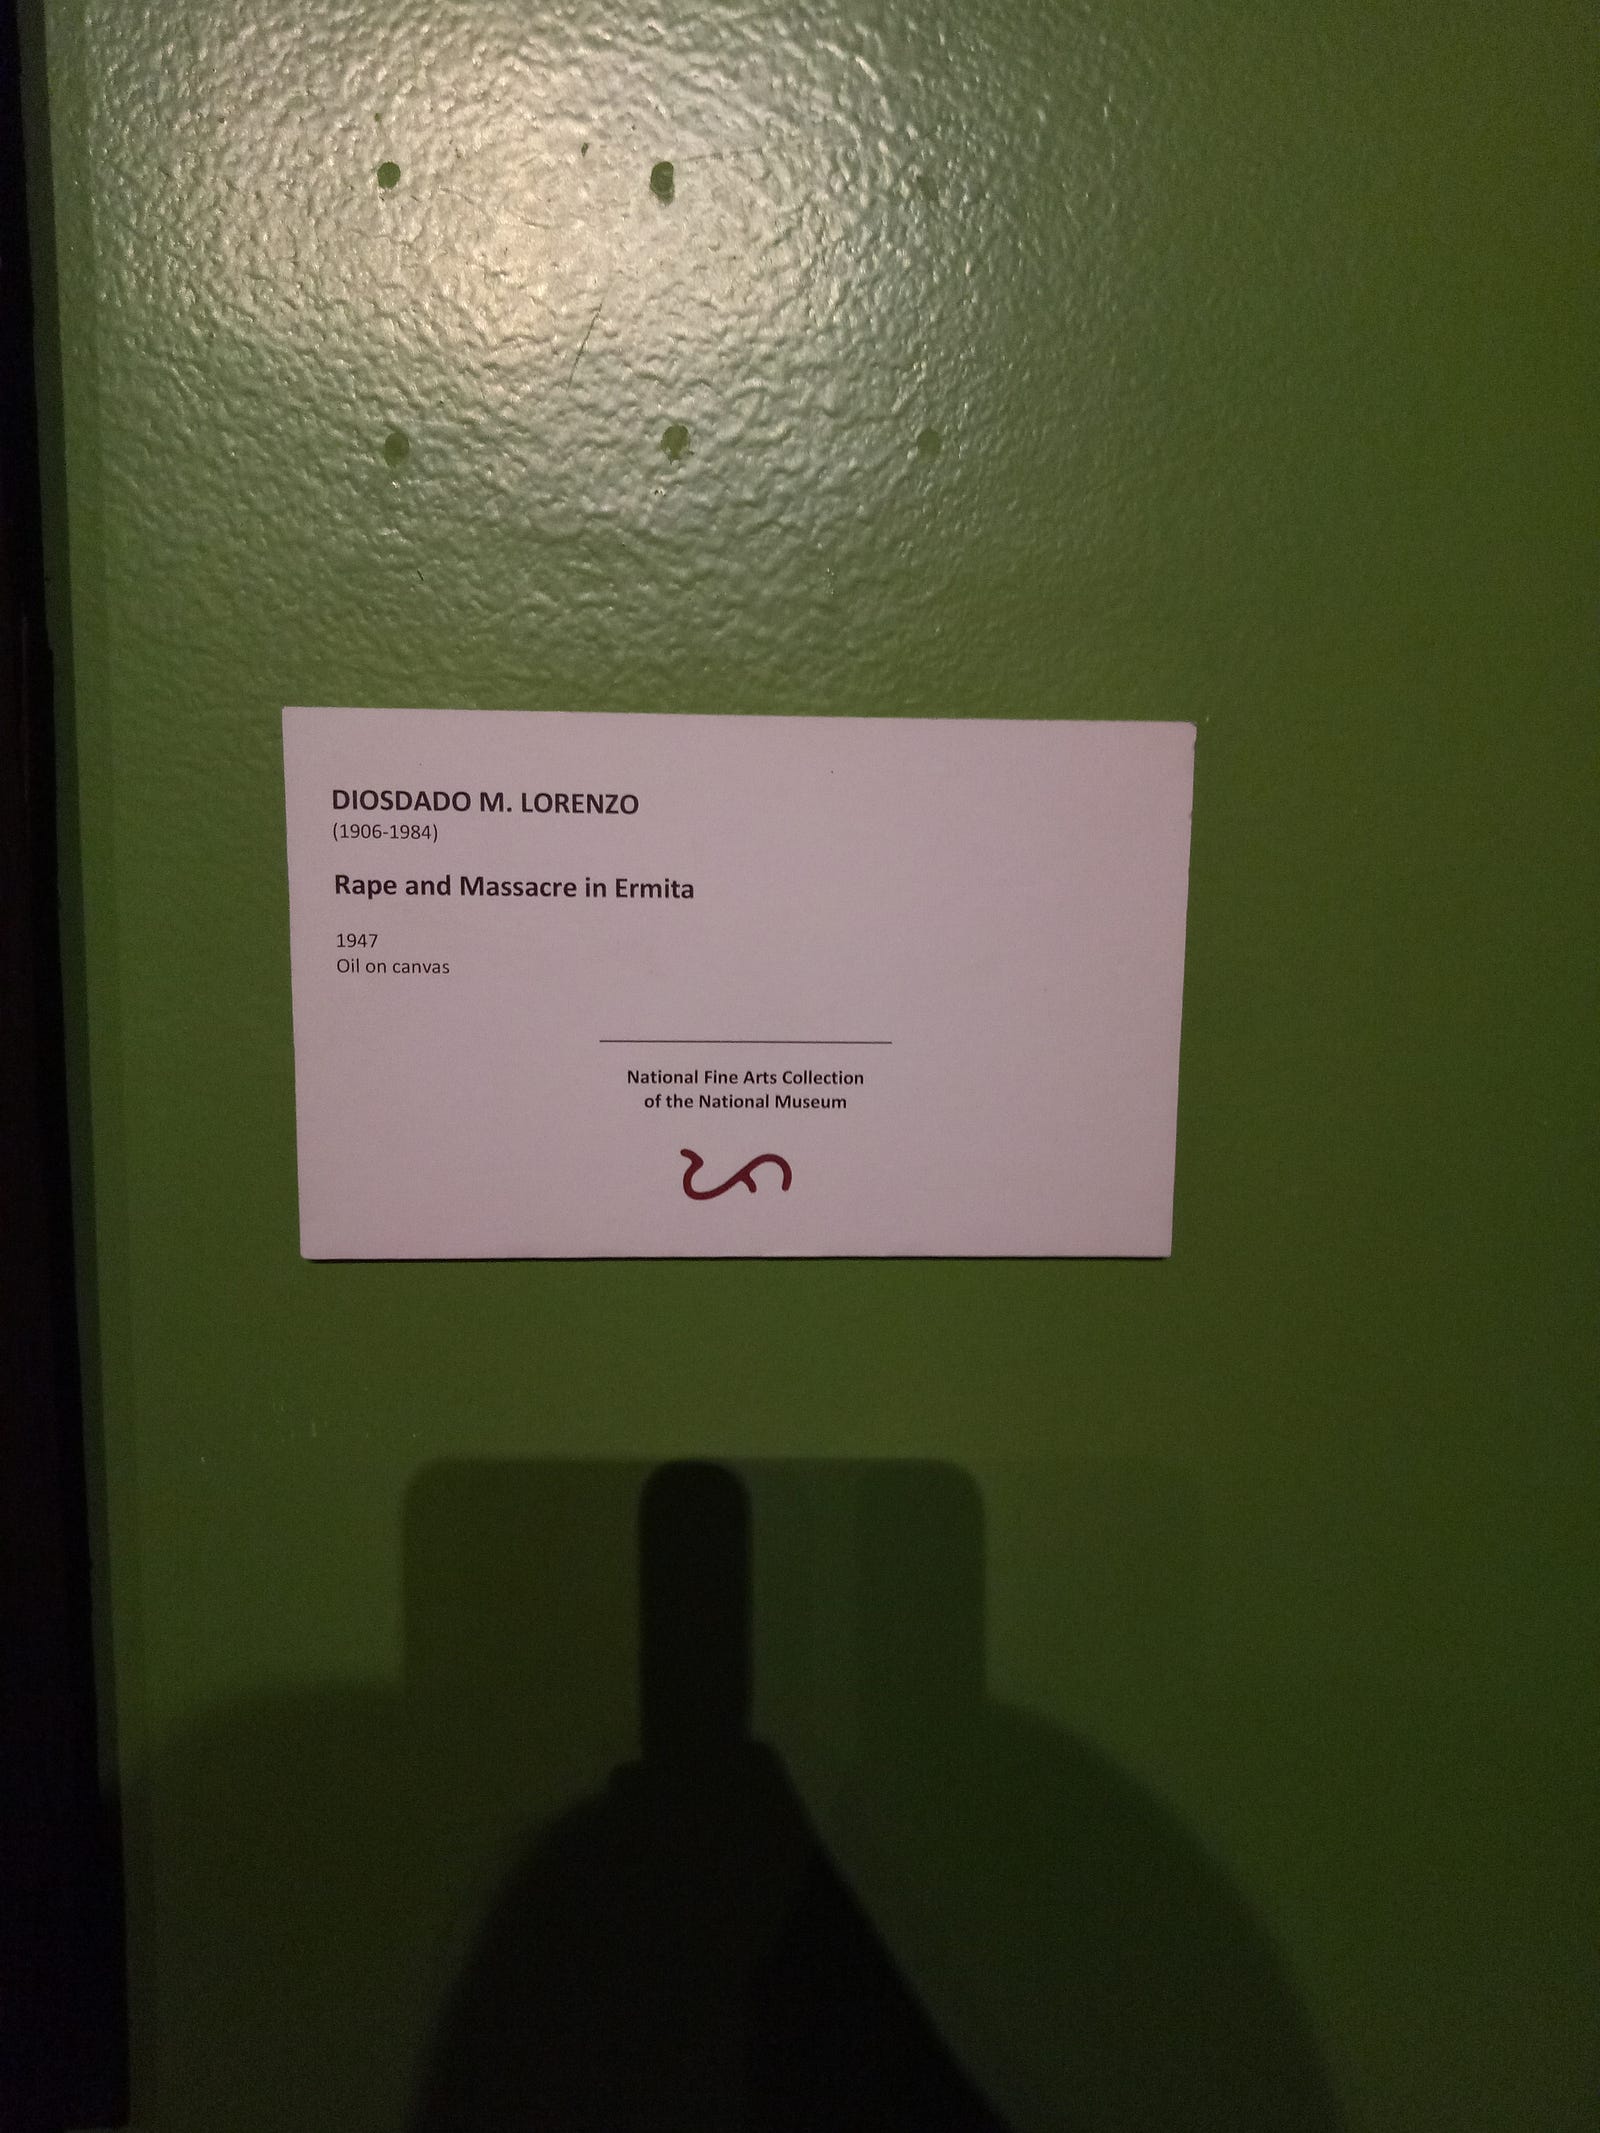 DIOSDADO M. LORENZO
(1906-1984)
Rape and Massacre in Ermita
1947
Oil on canvas
National Fine Arts Collection
of the National Museum